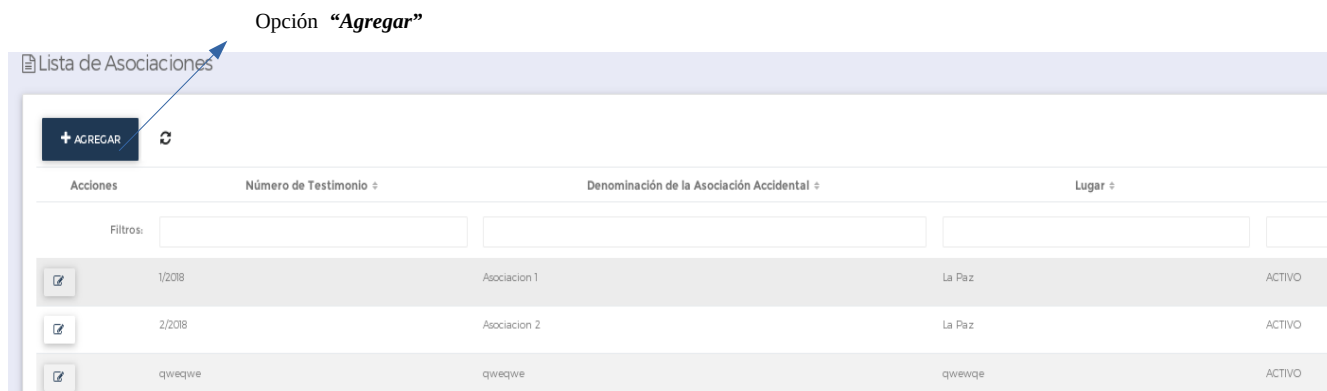 Opción “Agregar”
Lista de Asociaciones
AGREGAR
Acciones Número de Testimonio Denominación de la Asociación Accidental Lugar
Filtros:
1/2018 Asociacion 1 La Paz ACTIVO
2/2018 Asociacion 2 La Paz ACTIVO
qweqwe qweqwe qwewqe ACTIVO